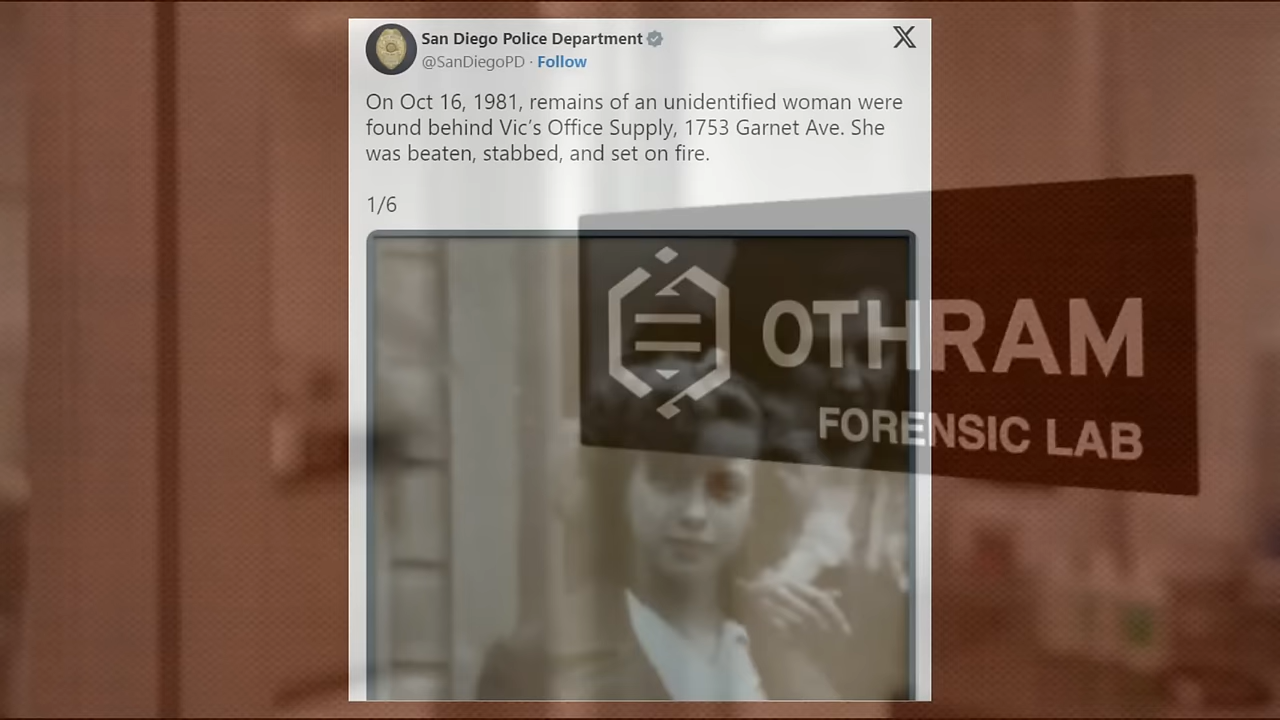 San Diego Police Department
@SanDiegoPD · Follow
On Oct 16, 1981, remains of an unidentified woman were
found behind Vic’s Office Supply, 1753 Garnet Ave. She
was beaten, stabbed, and set on fire.
1/6
OTHRAM
FORENSIC LAB